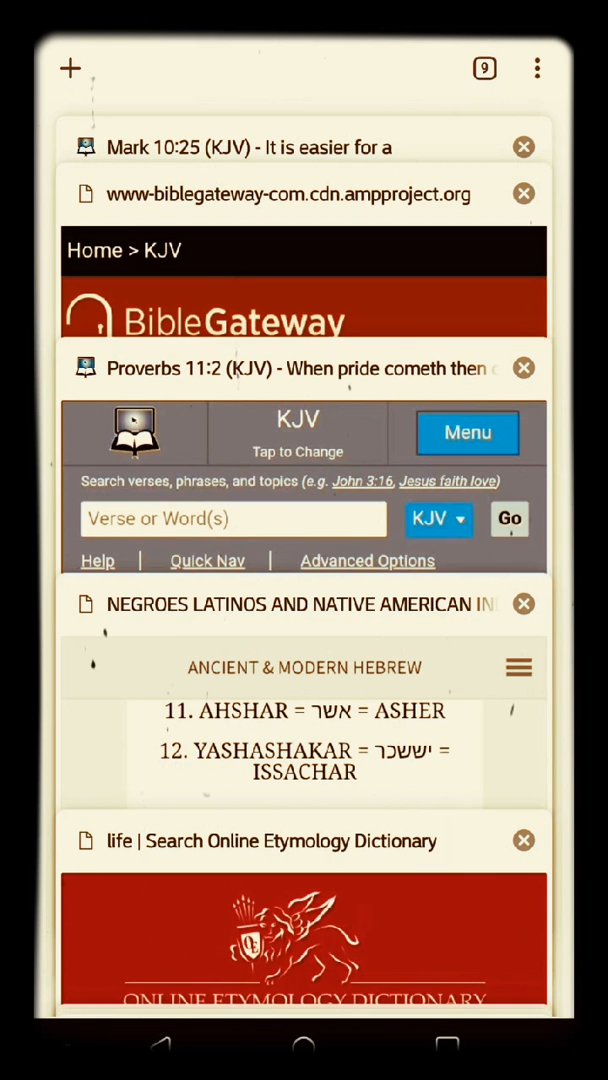 9
Mark 10:25 (KJV) - It is easier for a
www-biblegateway-com.cdn.ampproject.org
Home > KJV
BibleGateway
Proverbs 11:2 (KJV) - When pride cometh then
KJV
Tap to Change
Menu
Search verses, phrases, and topics (e.g. John 3:16, Jesus faith love)
Verse or Word(s)
KJV
Go
Help | Quick Nav | Advanced Options
NEGROES LATINOS AND NATIVE AMERICAN IN
ANCIENT & MODERN HEBREW
11. AHSHAR = אשר = ASHER
12. YASHASHAKAR = יששכר =
ISSACHAR
life | Search Online Etymology Dictionary
OE
ONLINE ETYMOLOGY DICTIONARY